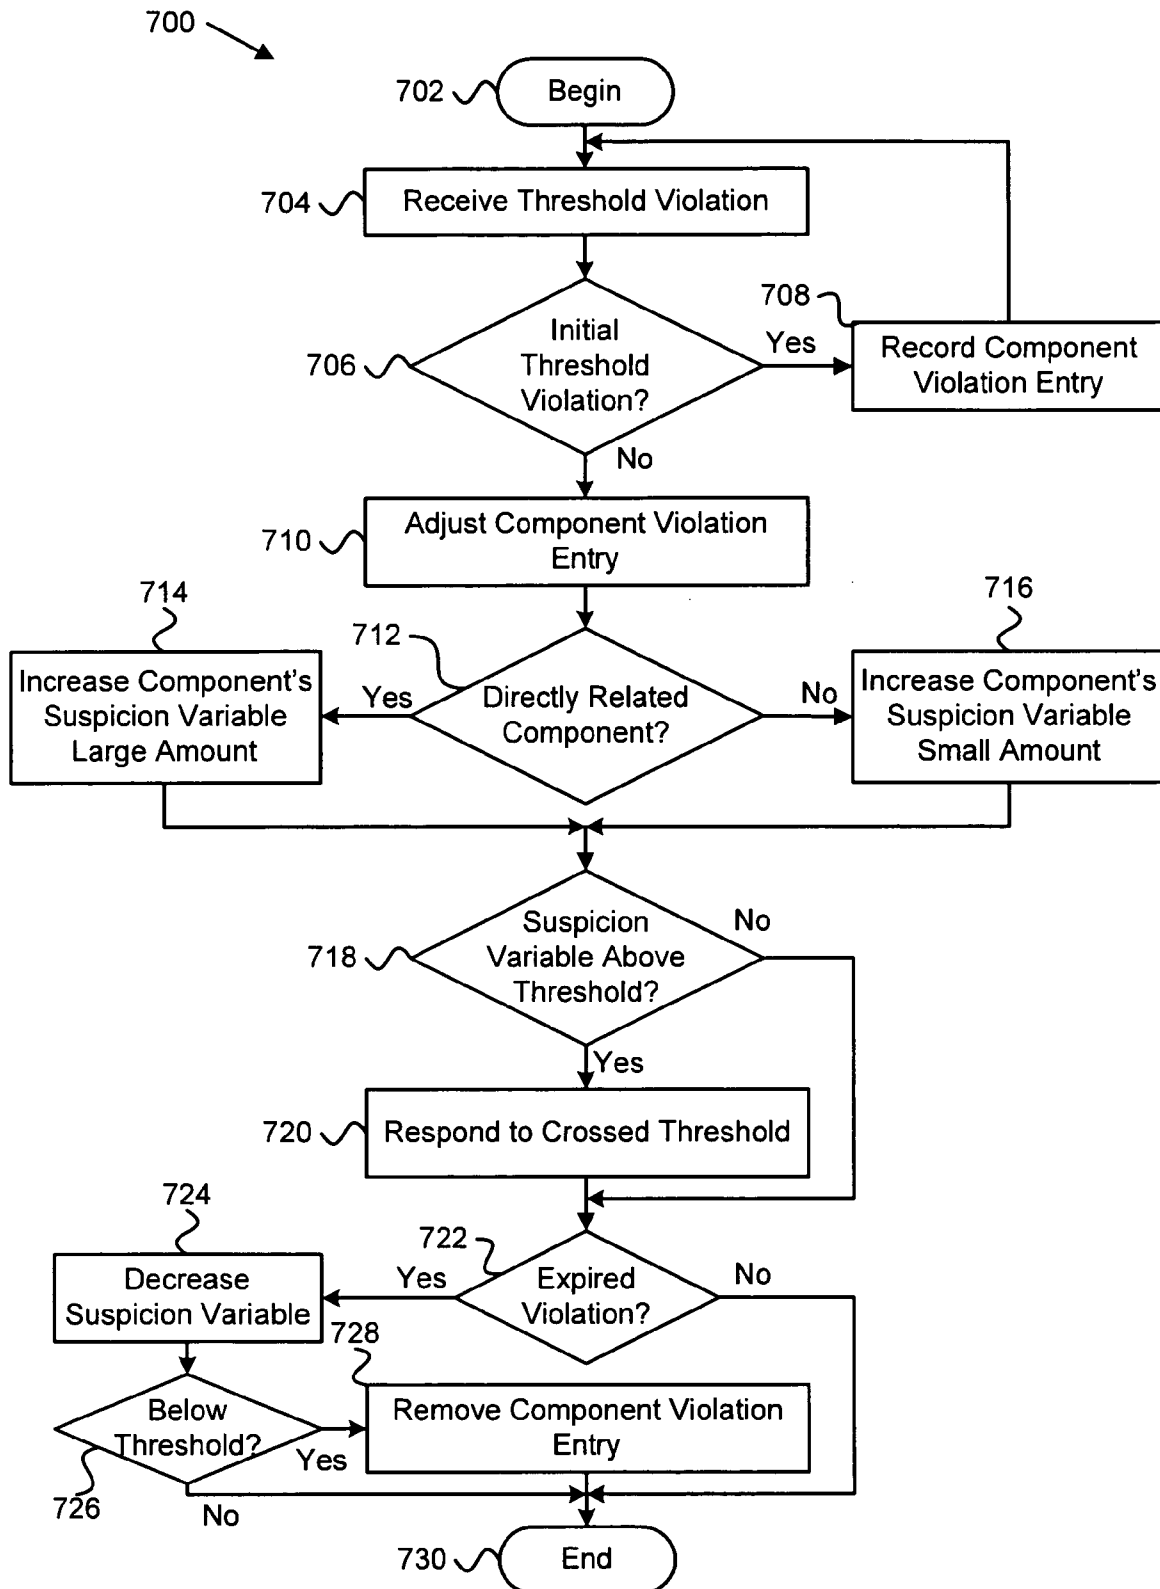 700
702
Begin
704
Receive Threshold Violation
706
Initial
Threshold
Violation?
Yes
708
Record Component
Violation Entry
No
710
Adjust Component Violation
Entry
714
Increase Component's
Suspicion Variable
Large Amount
Yes
712
Directly Related
Component?
No
716
Increase Component's
Suspicion Variable
Small Amount
718
Suspicion
Variable Above
Threshold?
No
Yes
720
Respond to Crossed Threshold
724
Decrease
Suspicion Variable
Yes
722
Expired
Violation?
No
726
Below
Threshold?
Yes
No
728
Remove Component Violation
Entry
730
End